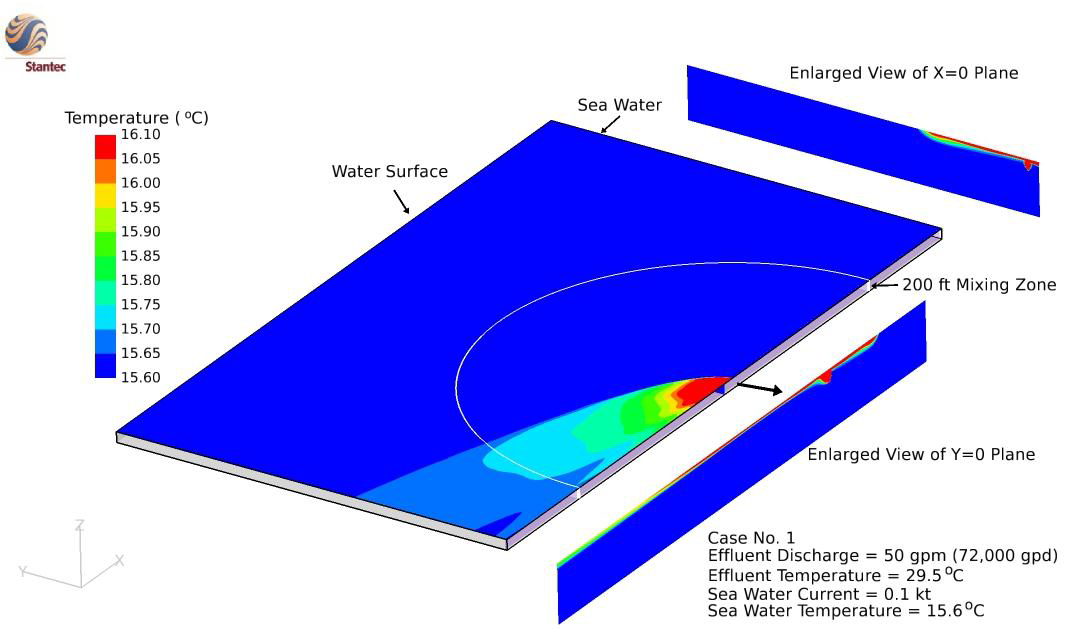 Stantec
Enlarged View of X=0 Plane
Sea Water
Temperature ( ºC)
16.10
16.05
16.00
15.95
15.90
15.85
15.80
15.75
15.70
15.65
15.60
Water Surface
200 ft Mixing Zone
Enlarged View of Y=0 Plane
Z
Y
X
Case No. 1
Effluent Discharge = 50 gpm (72,000 gpd)
Effluent Temperature = 29.5ºC
Sea Water Current = 0.1 kt
Sea Water Temperature = 15.6ºC